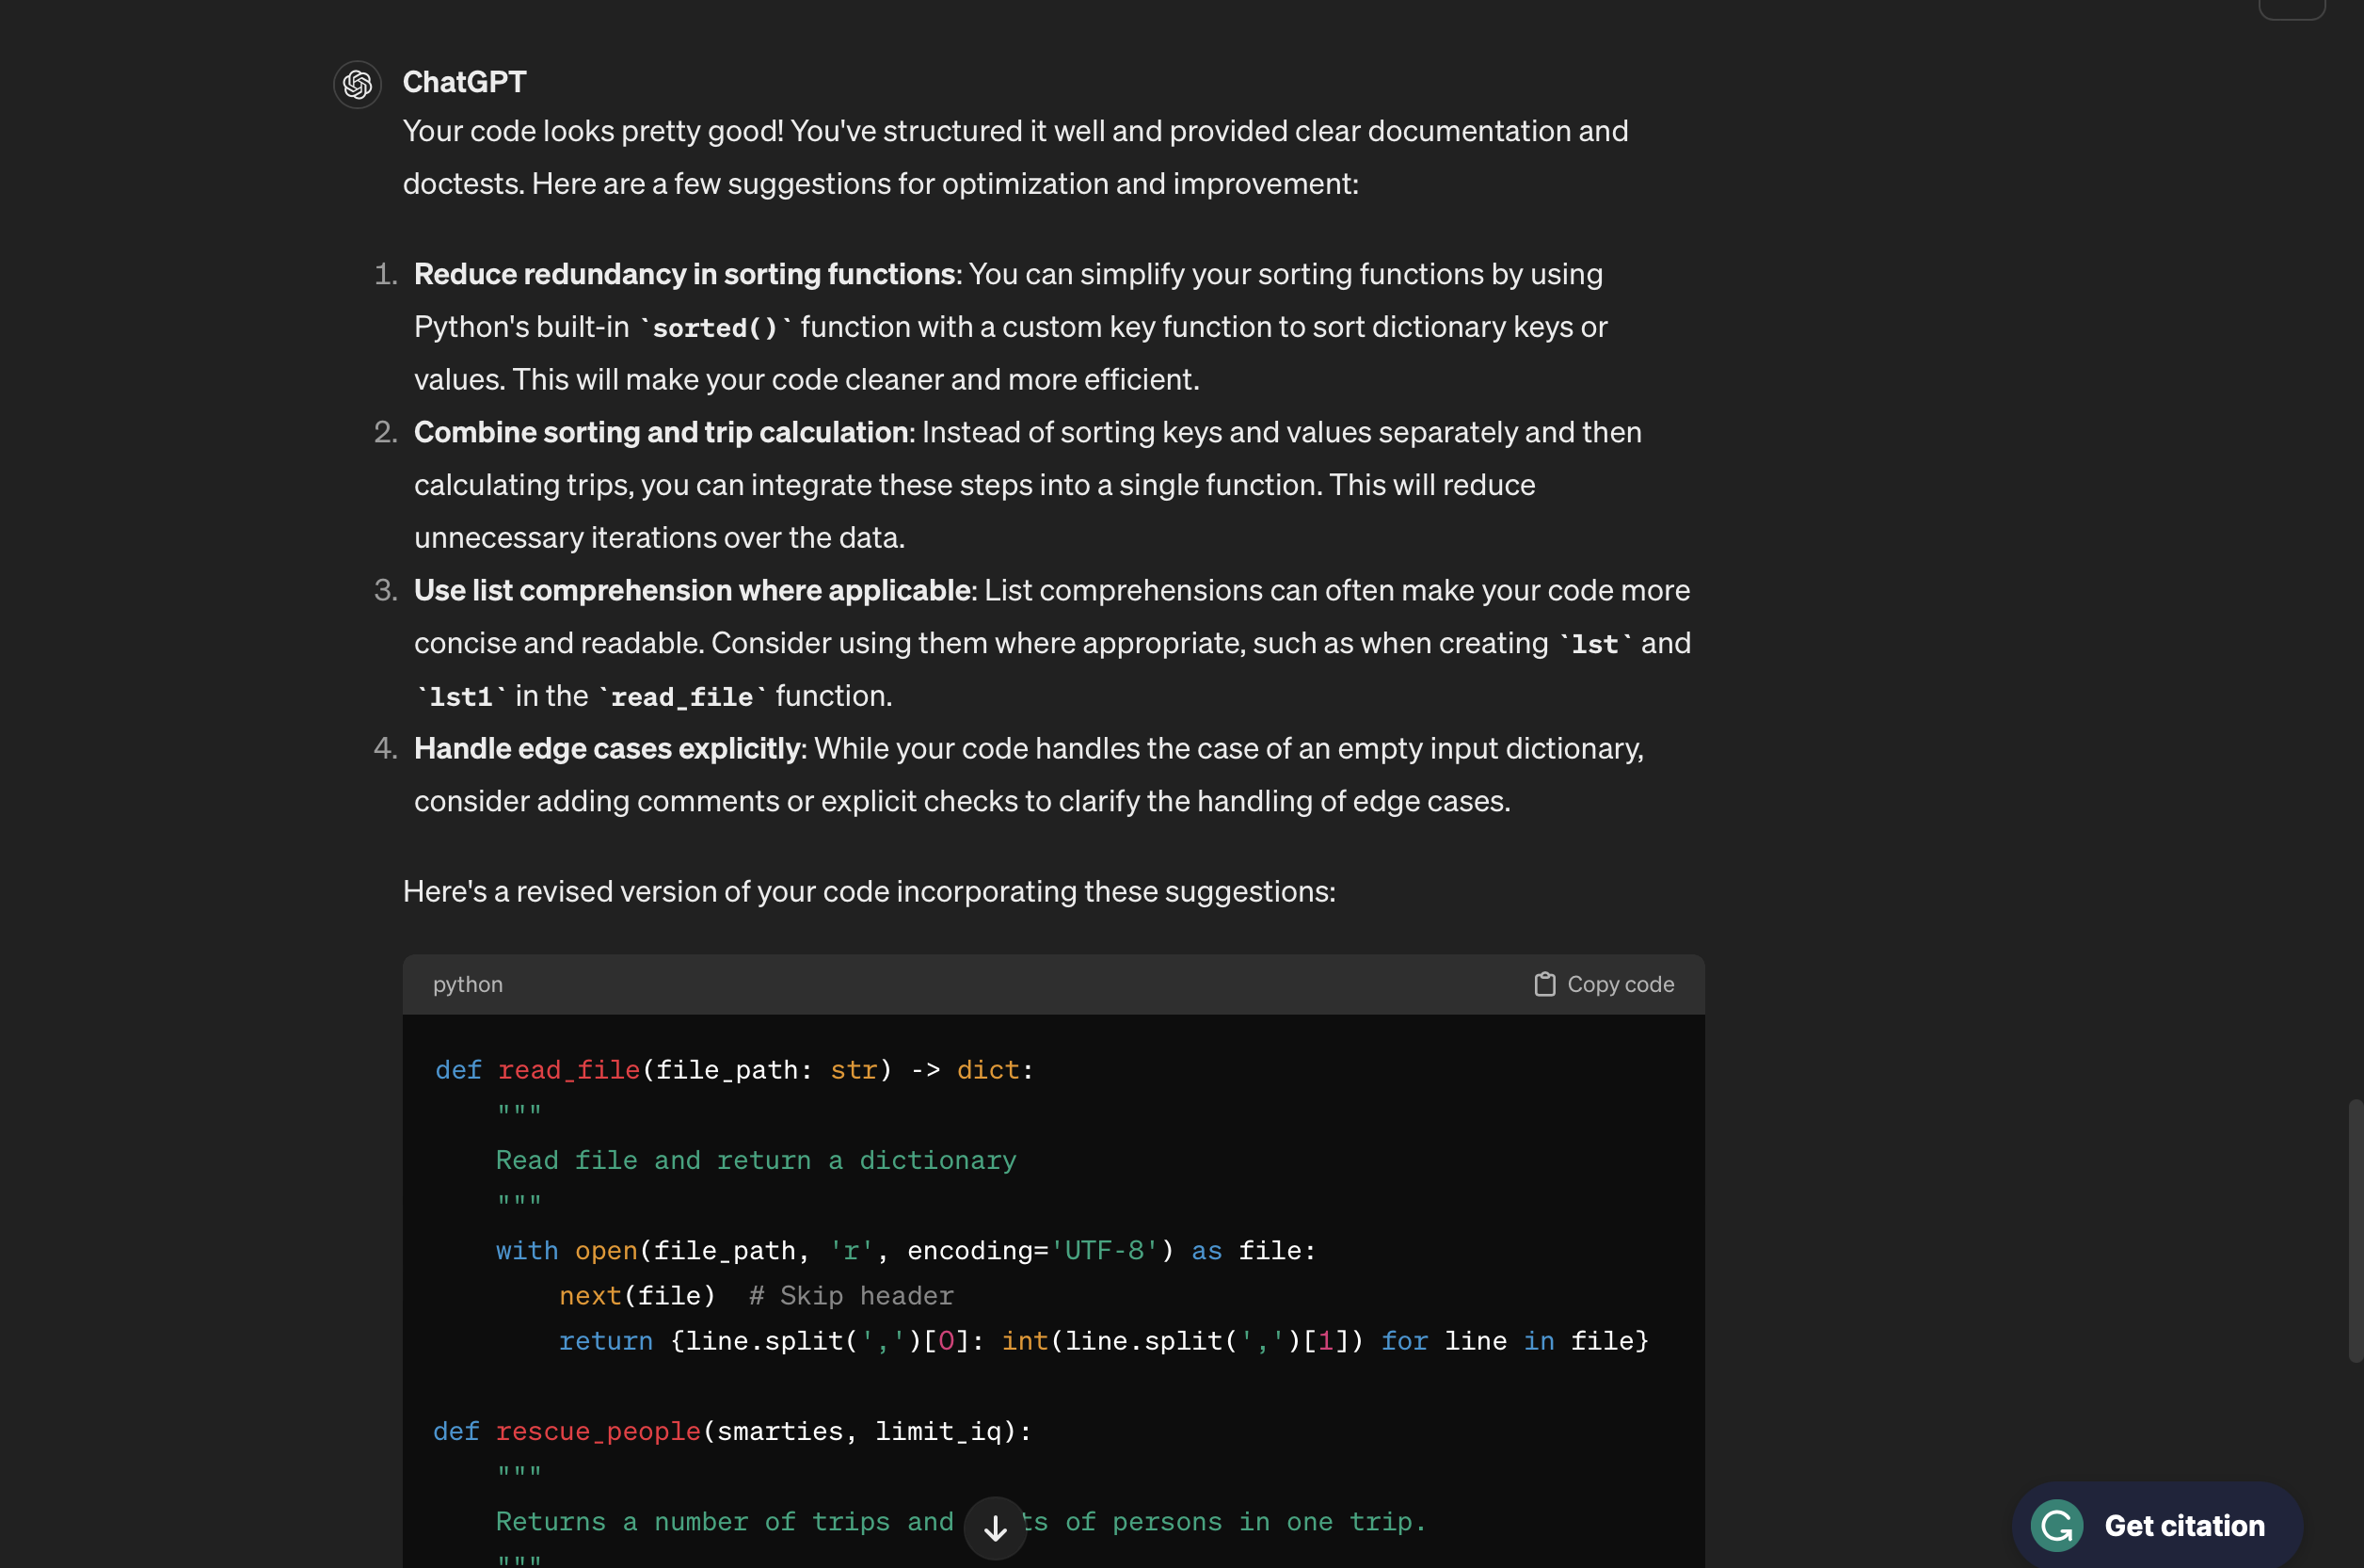 ChatGPT
Your code looks pretty good! You've structured it well and provided clear documentation and
doctests. Here are a few suggestions for optimization and improvement:
1. Reduce redundancy in sorting functions: You can simplify your sorting functions by using
Python's built-in `sorted()` function with a custom key function to sort dictionary keys or
values. This will make your code cleaner and more efficient.
2. Combine sorting and trip calculation: Instead of sorting keys and values separately and then
calculating trips, you can integrate these steps into a single function. This will reduce
unnecessary iterations over the data.
3. Use list comprehension where applicable: List comprehensions can often make your code more
concise and readable. Consider using them where appropriate, such as when creating `lst` and
`lst1` in the `read_file` function.
4. Handle edge cases explicitly: While your code handles the case of an empty input dictionary,
consider adding comments or explicit checks to clarify the handling of edge cases.
Here's a revised version of your code incorporating these suggestions:
python Copy code
def read_file(file_path: str) -> dict:
    """
    Read file and return a dictionary
    """
    with open(file_path, 'r', encoding='UTF-8') as file:
        next(file)  # Skip header
        return {line.split(',')[0]: int(line.split(',')[1]) for line in file}
def rescue_people(smarties, limit_iq):
    """
    Returns a number of trips and ts of persons in one trip.
    """
Get citation